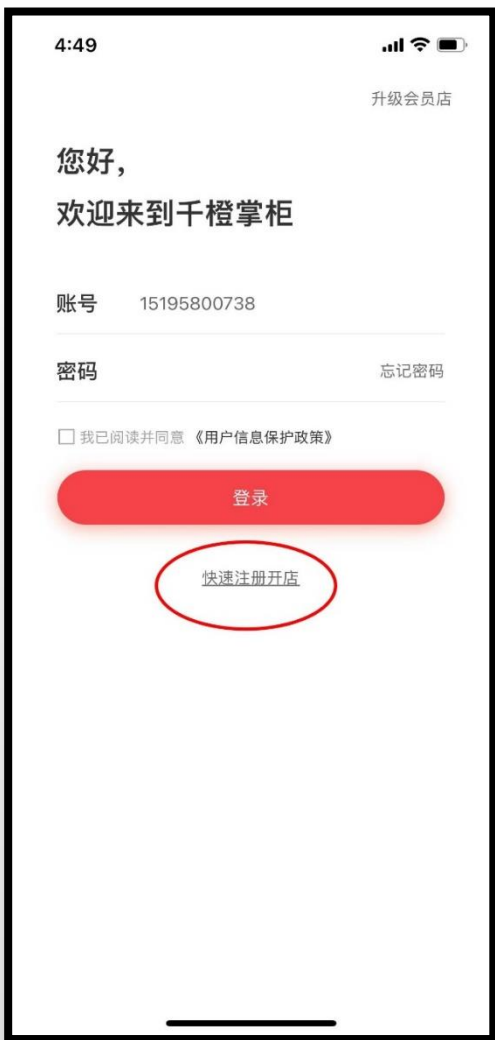 4:49
升级会员店
您好,
欢迎来到千橙掌柜
账号 15195800738
密码 忘记密码
我已阅读并同意 《用户信息保护政策》
登录
快速注册开店